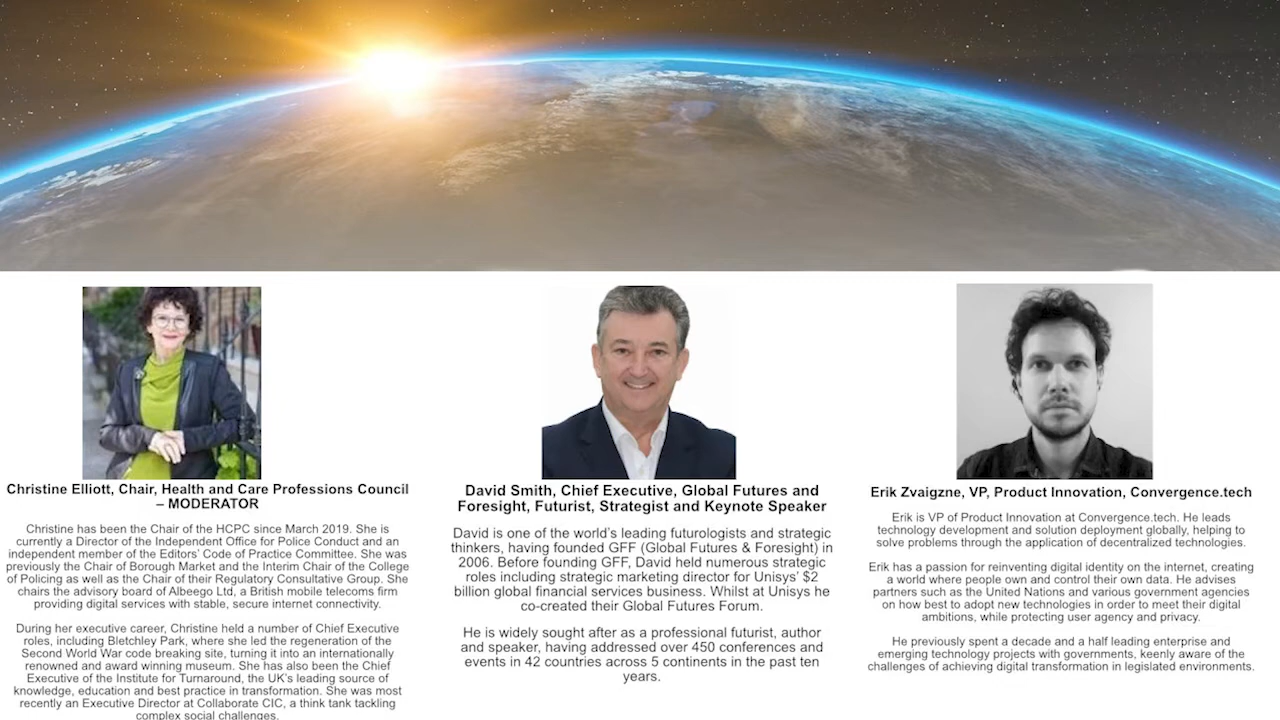 Christine Elliott, Chair, Health and Care Professions Council
– MODERATOR
Christine has been the Chair of the HCPC since March 2019. She is
currently a Director of the Independent Office for Police Conduct and an
independent member of the Editors' Code of Practice Committee. She was
previously the Chair of Borough Market and the Interim Chair of the College
of Policing as well as the Chair of their Regulatory Consultative Group. She
chairs the advisory board of Albeego Ltd, a British mobile telecoms firm
providing digital services with stable, secure internet connectivity.
During her executive career, Christine held a number of Chief Executive
roles, including Bletchley Park, where she led the regeneration of the
Second World War code breaking site, turning it into an internationally
renowned and award winning museum. She has also been the Chief
Executive of the Institute for Turnaround, the UK's leading source of
knowledge, education and best practice in transformation. She was most
recently an Executive Director at Collaborate CIC, a think tank tackling
complex social challenges.
David Smith, Chief Executive, Global Futures and
Foresight, Futurist, Strategist and Keynote Speaker
David is one of the world's leading futurologists and strategic
thinkers, having founded GFF (Global Futures & Foresight) in
2006. Before founding GFF, David held numerous strategic
roles including strategic marketing director for Unisys' $2
billion global financial services business. Whilst at Unisys he
co-created their Global Futures Forum.
He is widely sought after as a professional futurist, author
and speaker, having addressed over 450 conferences and
events in 42 countries across 5 continents in the past ten
years.
Erik Zvaigzne, VP, Product Innovation, Convergence.tech
Erik is VP of Product Innovation at Convergence.tech. He leads
technology development and solution deployment globally, helping to
solve problems through the application of decentralized technologies.
Erik has a passion for reinventing digital identity on the internet, creating
a world where people own and control their own data. He advises
partners such as the United Nations and various government agencies
on how best to adopt new technologies in order to meet their digital
ambitions, while protecting user agency and privacy.
He previously spent a decade and a half leading enterprise and
emerging technology projects with governments, keenly aware of the
challenges of achieving digital transformation in legislated environments.